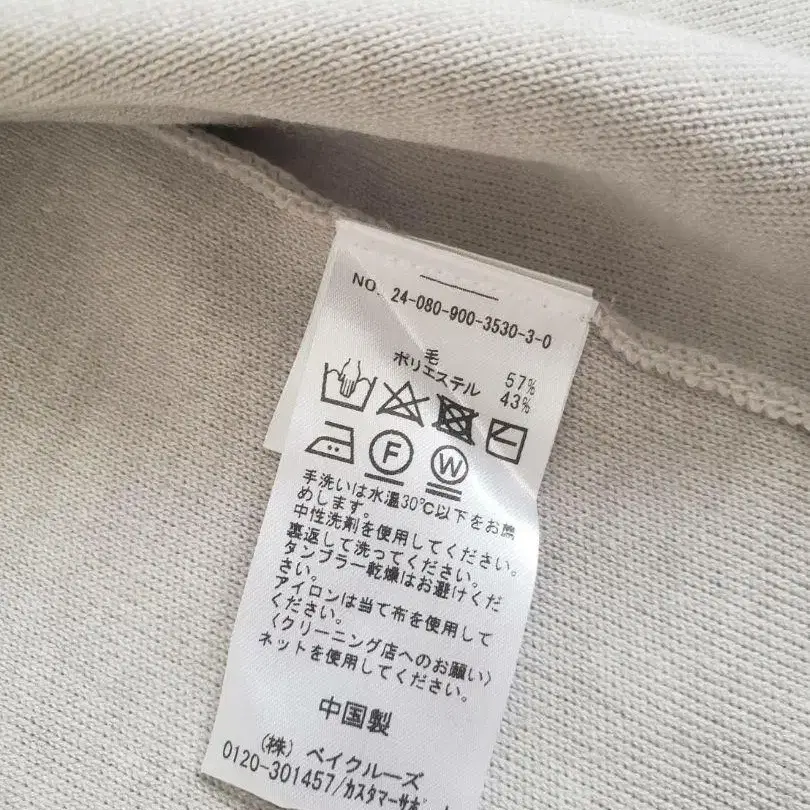 NO. 24-080-900-3530-3-0
毛 57%
ポリエステル 43%
F W
手洗いは水温30℃以下をお薦
めします。
中性洗剤を使用してください。
裏返して洗ってください。
タンブラー乾燥はお避けくだ
さい。
アイロンは当て布を使用して
ください。
〈クリーニング店へのお願い〉
ネットを使用してください。
中国製
(株) ベイクルーズ
0120-301457/カスタマーサポ